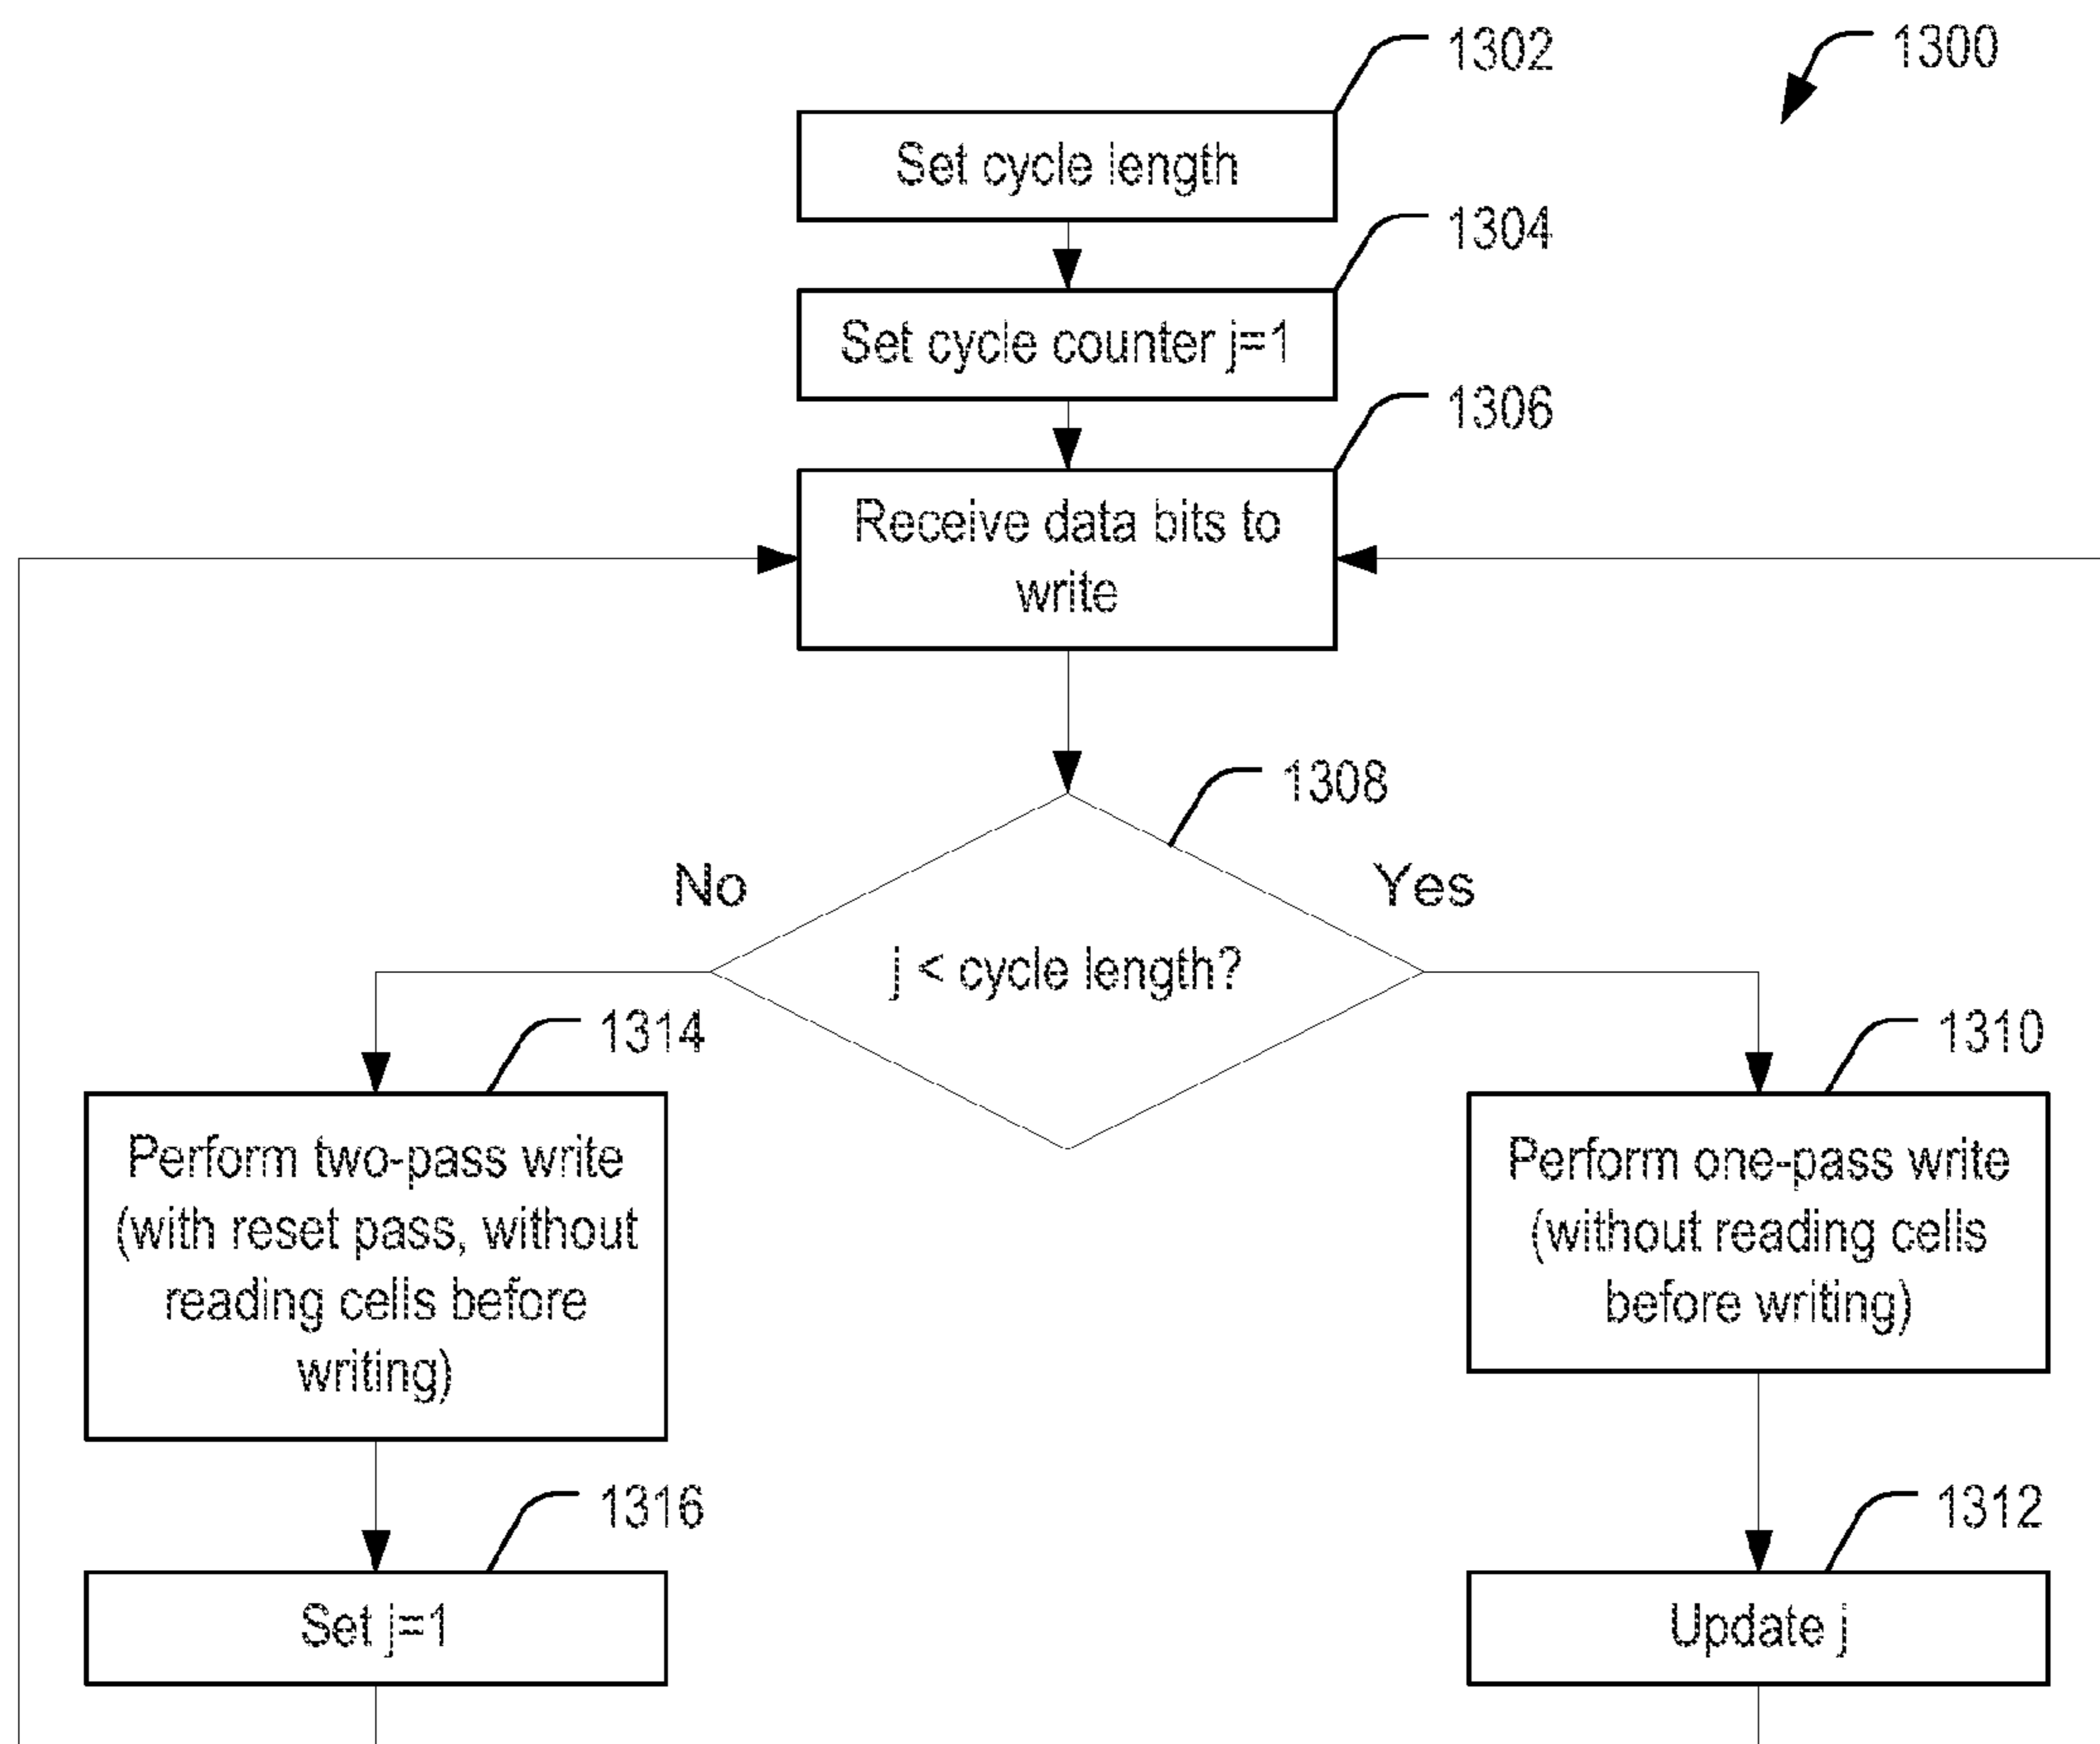 1302
1300
Set cycle length
1304
Set cycle counter j=1
1306
Receive data bits to
write
1308
No
Yes
j < cycle length?
1314
1310
Perform two-pass write
(with reset pass, without
reading cells before
writing)
Perform one-pass write
(without reading cells
before writing)
1316
1312
Set j=1
Update j